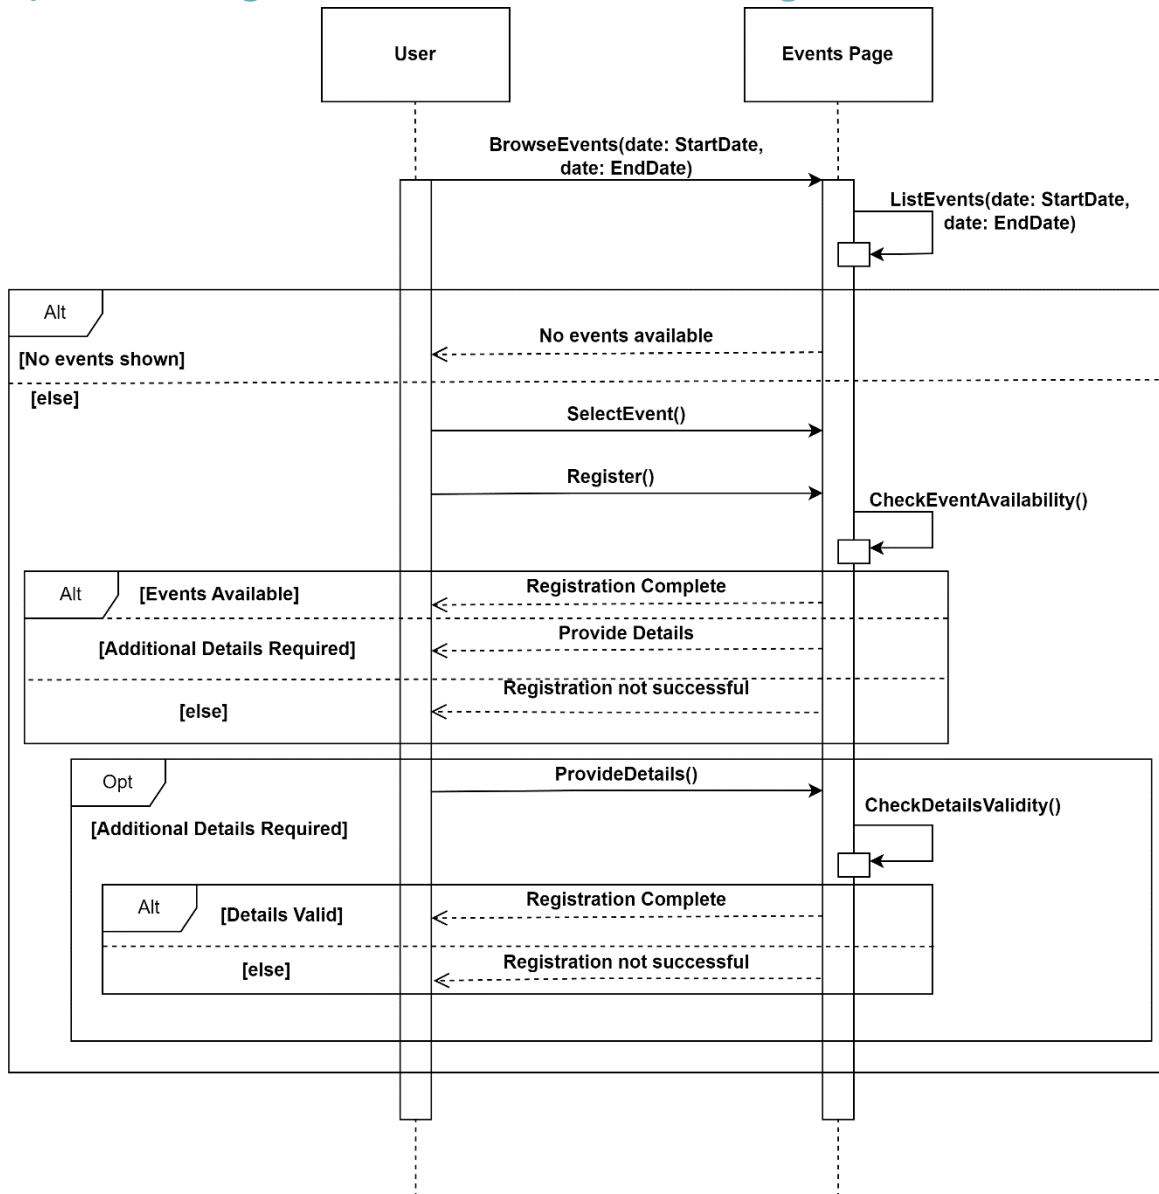 User
Events Page
BrowseEvents(date: StartDate,
date: EndDate)
ListEvents(date: StartDate,
date: EndDate)
Alt
No events available
[No events shown]
[else]
SelectEvent()
Register()
CheckEventAvailability()
Alt
[Events Available]
Registration Complete
[Additional Details Required]
Provide Details
Registration not successful
[else]
Opt
ProvideDetails()
CheckDetailsValidity()
[Additional Details Required]
Alt
[Details Valid]
Registration Complete
[else]
Registration not successful